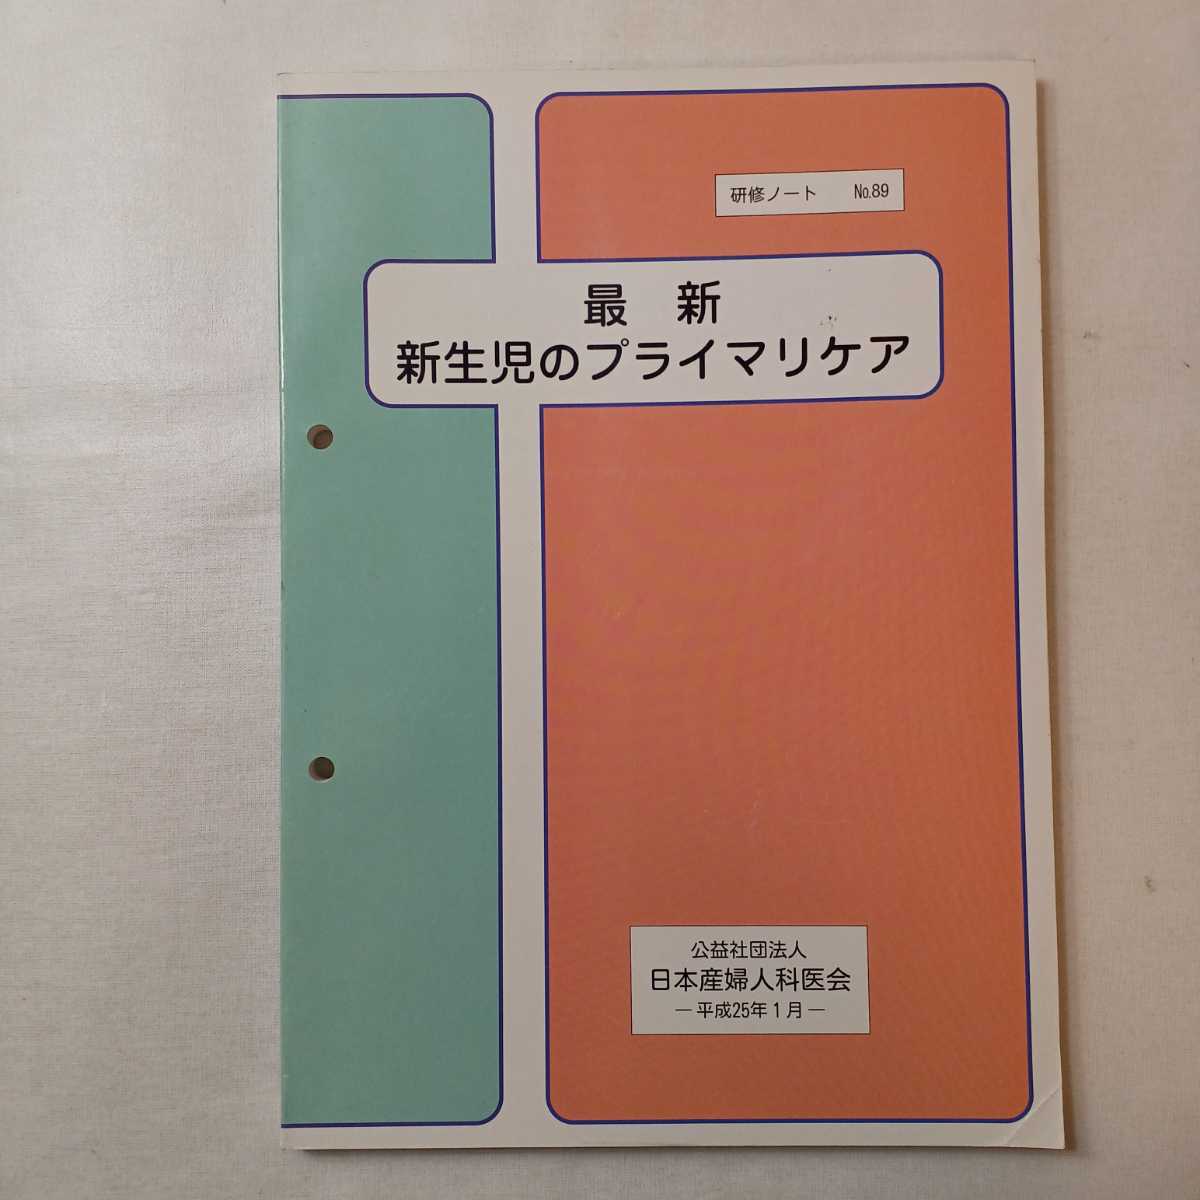 研修ノート　No.89
最　新
新生児のプライマリケア
公益社団法人
日本産婦人科医会
― 平成25年１月 ―